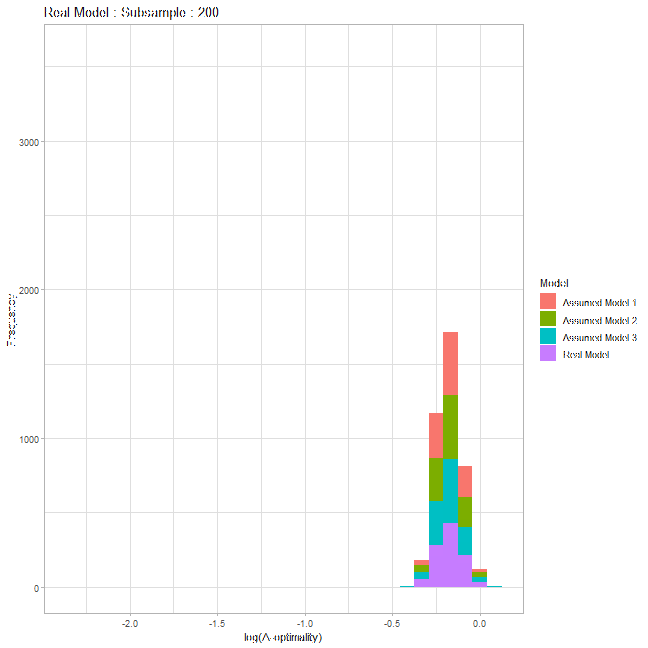 Real Model : Subsample : 200
Frequency
3000
2000
1000
0
-2.0 -1.5 -1.0 -0.5 0.0
log(A-optimality)
Model
Assumed Model 1
Assumed Model 2
Assumed Model 3
Real Model